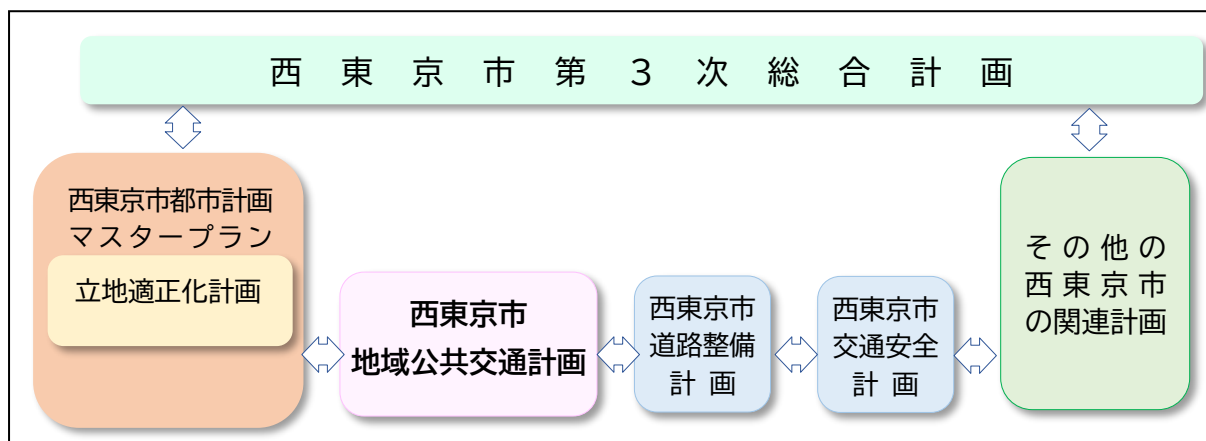 西東京市第３次総合計画
西東京市都市計画
マスタープラン
立地適正化計画
西東京市
地域公共交通計画
西東京市
道路整備
計画
西東京市
交通安全
計画
その他の
西東京市
の関連計画